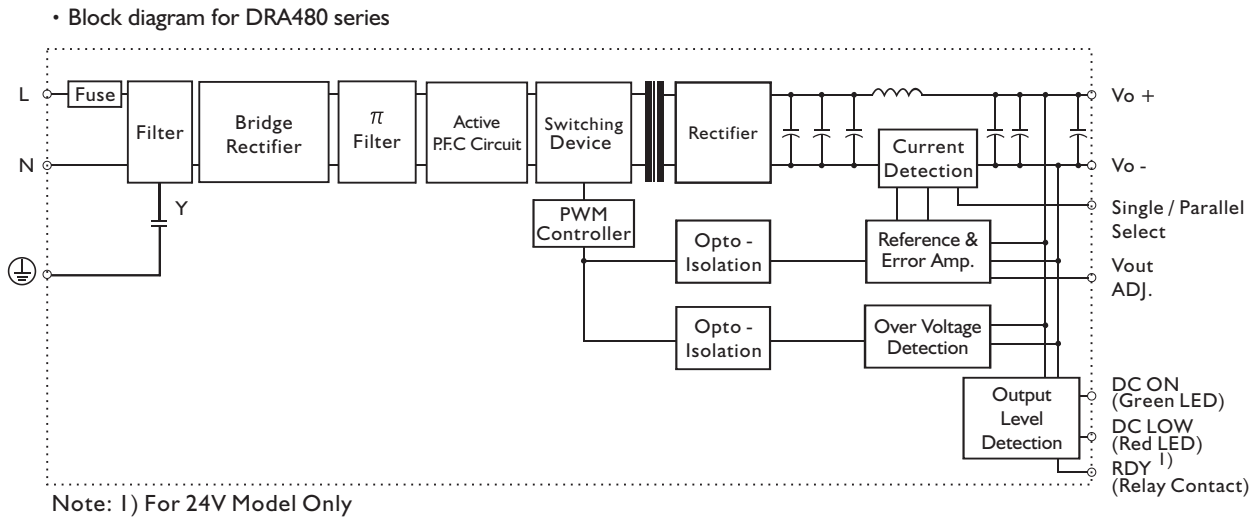 • Block diagram for DRA480 series
L
Fuse
N
Filter
Bridge
Rectifier
π
Filter
Active
P.F.C Circuit
Switching
Device
Rectifier
Current
Detection
Vo +
Vo -
Y
PWM
Controller
Single / Parallel
Select
Opto -
Isolation
Reference &
Error Amp.
Vout
ADJ.
Opto -
Isolation
Over Voltage
Detection
Output
Level
Detection
DC ON
(Green LED)
DC LOW
(Red LED)
RDY 1)
(Relay Contact)
Note: 1) For 24V Model Only